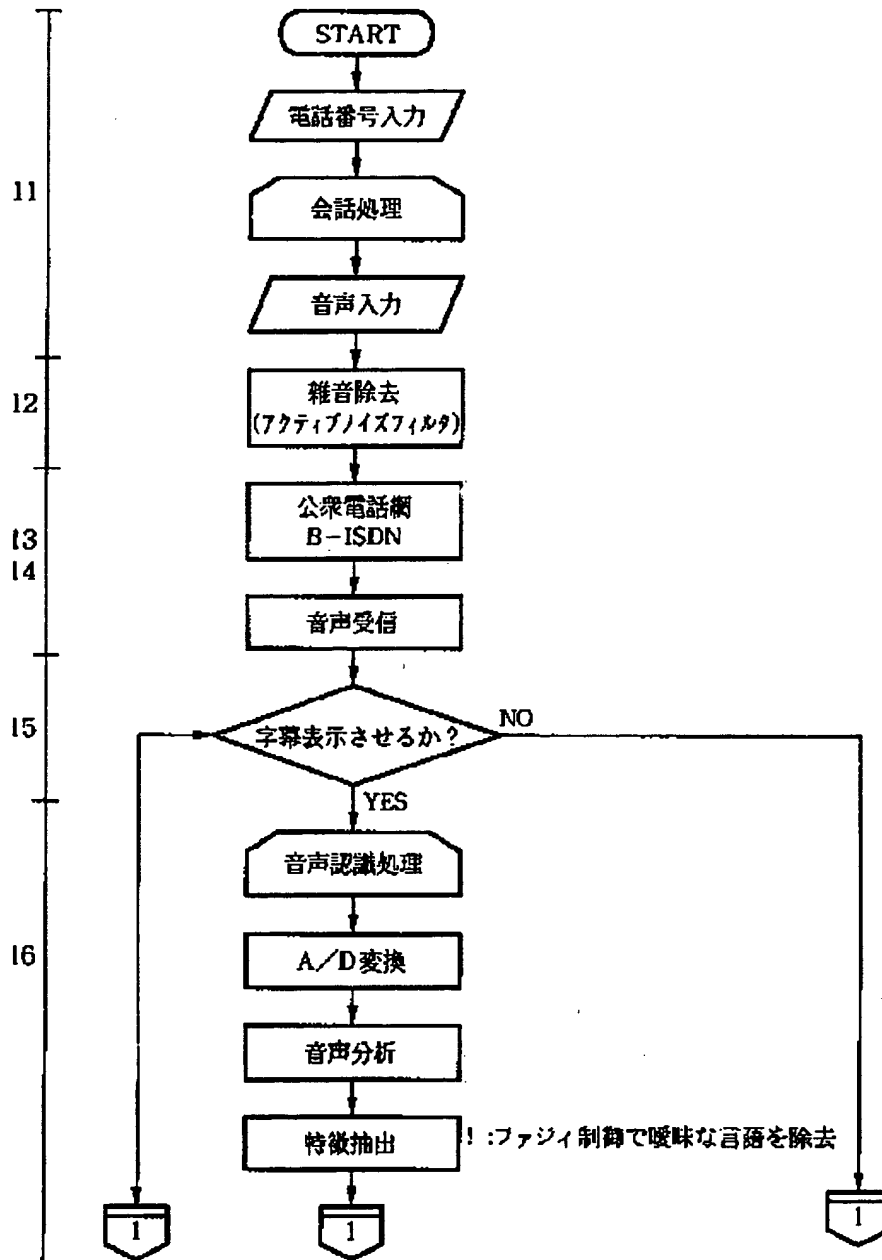 START
電話番号入力
11
会話処理
音声入力
12
雑音除去
(アクティブノイズフィルタ)
公衆電話網
13
B-ISDN
14
音声受信
15
字幕表示させるか?
NO
YES
音声認識処理
16
A/D変換
音声分析
特徴抽出
! :ファジィ制御で曖昧な言語を除去
1
1
1